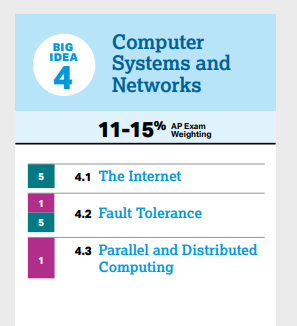 BIG
IDEA
4
Computer
Systems and
Networks
11-15% AP Exam
Weighting
5
4.1 The Internet
1
5
4.2 Fault Tolerance
1
4.3 Parallel and Distributed
Computing